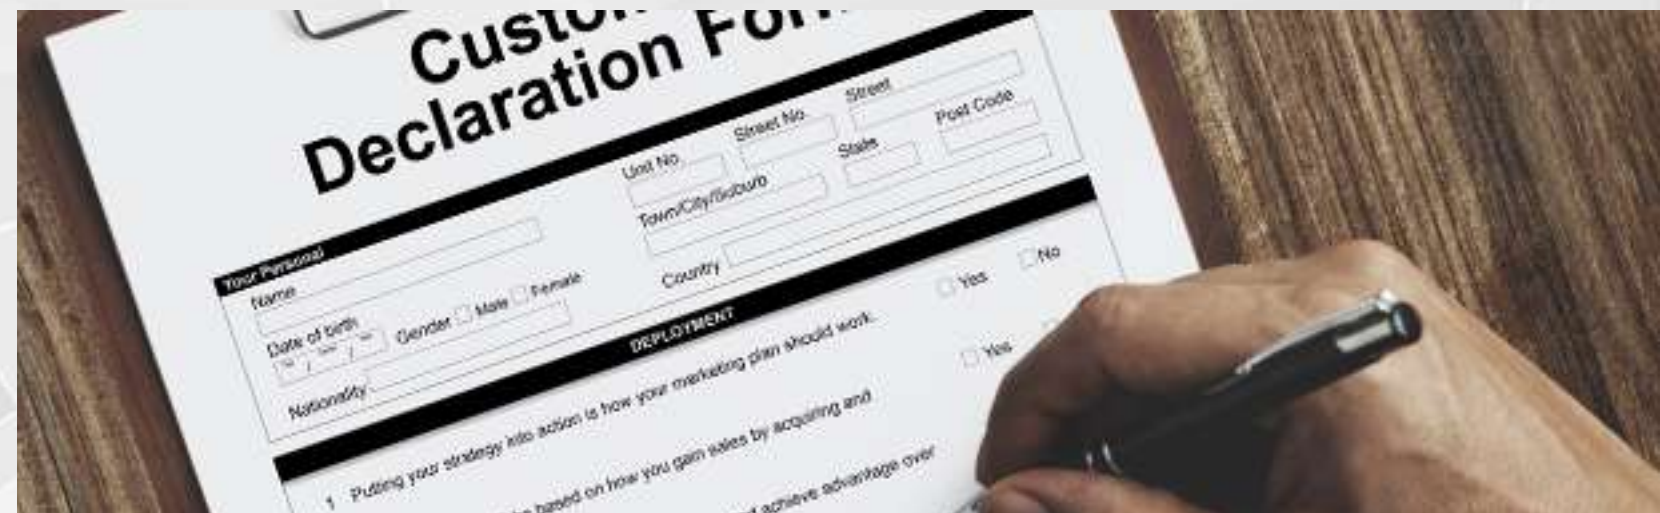 Declaration
Your Personal
Name
Date of birth
Gender Male Female
Nationality
Unit No.
Street No.
Street
Town/City/Suburb
State
Post Code
Country
DEPLOYMENT
1 Putting your strategy into action is how your marketing plan should work.
Yes No
based on how you gain sales by acquiring and
Yes
achieve advantage over